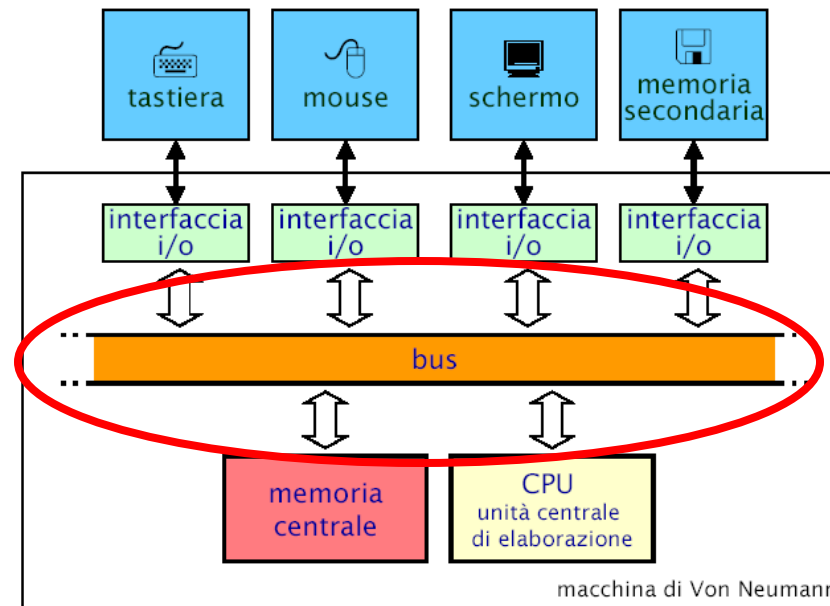 tastiera
mouse
schermo
memoria
secondaria
interfaccia
i/o
interfaccia
i/o
interfaccia
i/o
interfaccia
i/o
bus
memoria
centrale
CPU
unità centrale
di elaborazione
macchina di Von Neumann